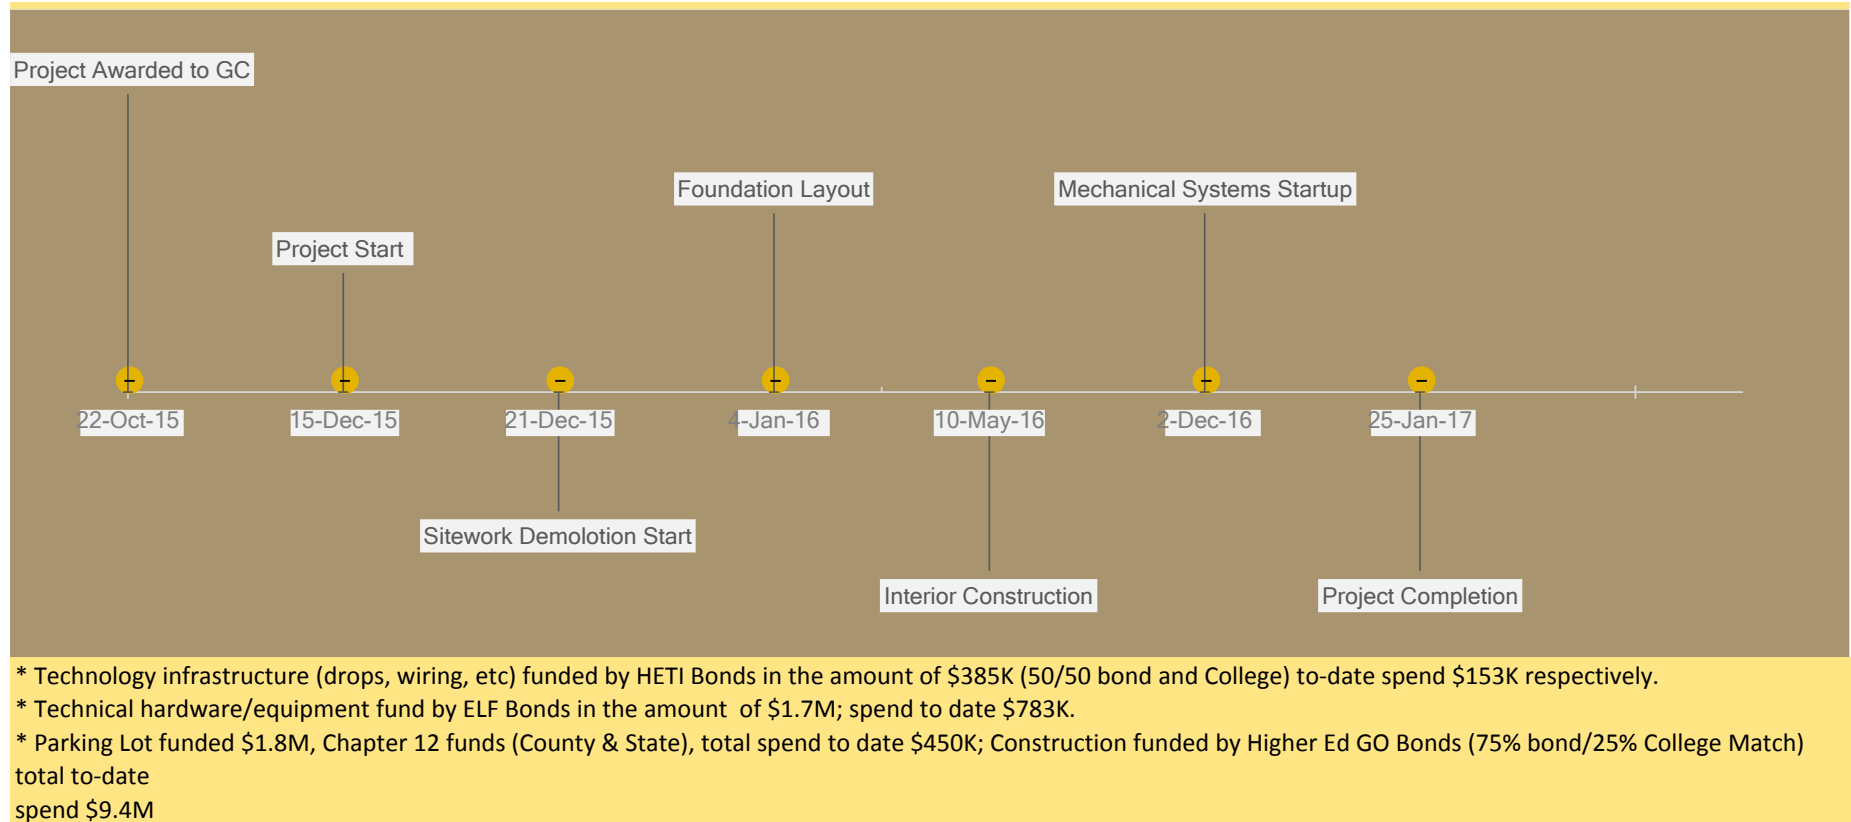 Project Awarded to GC
Foundation Layout
Mechanical Systems Startup
Project Start
22-Oct-15
15-Dec-15
21-Dec-15
4-Jan-16
10-May-16
2-Dec-16
25-Jan-17
Sitework Demolotion Start
Interior Construction
Project Completion
* Technology infrastructure (drops, wiring, etc) funded by HETI Bonds in the amount of $385K (50/50 bond and College) to-date spend $153K respectively.
* Technical hardware/equipment fund by ELF Bonds in the amount  of $1.7M; spend to date $783K.
* Parking Lot funded $1.8M, Chapter 12 funds (County & State), total spend to date $450K; Construction funded by Higher Ed GO Bonds (75% bond/25% College Match)
total to-date
spend $9.4M